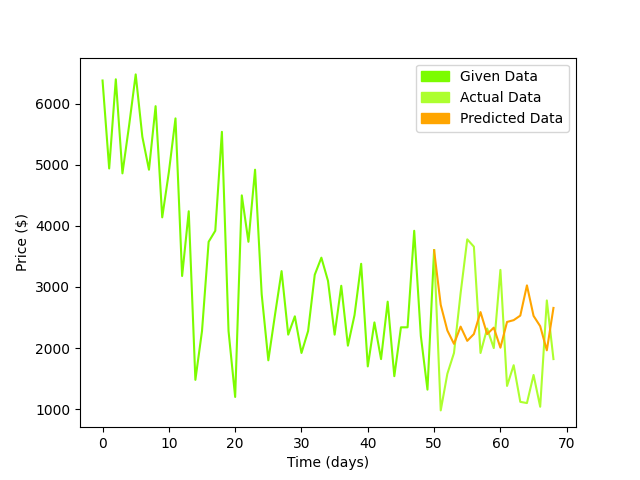 Given Data
Actual Data
Predicted Data
Price ($)
6000
5000
4000
3000
2000
1000
0 10 20 30 40 50 60 70
Time (days)